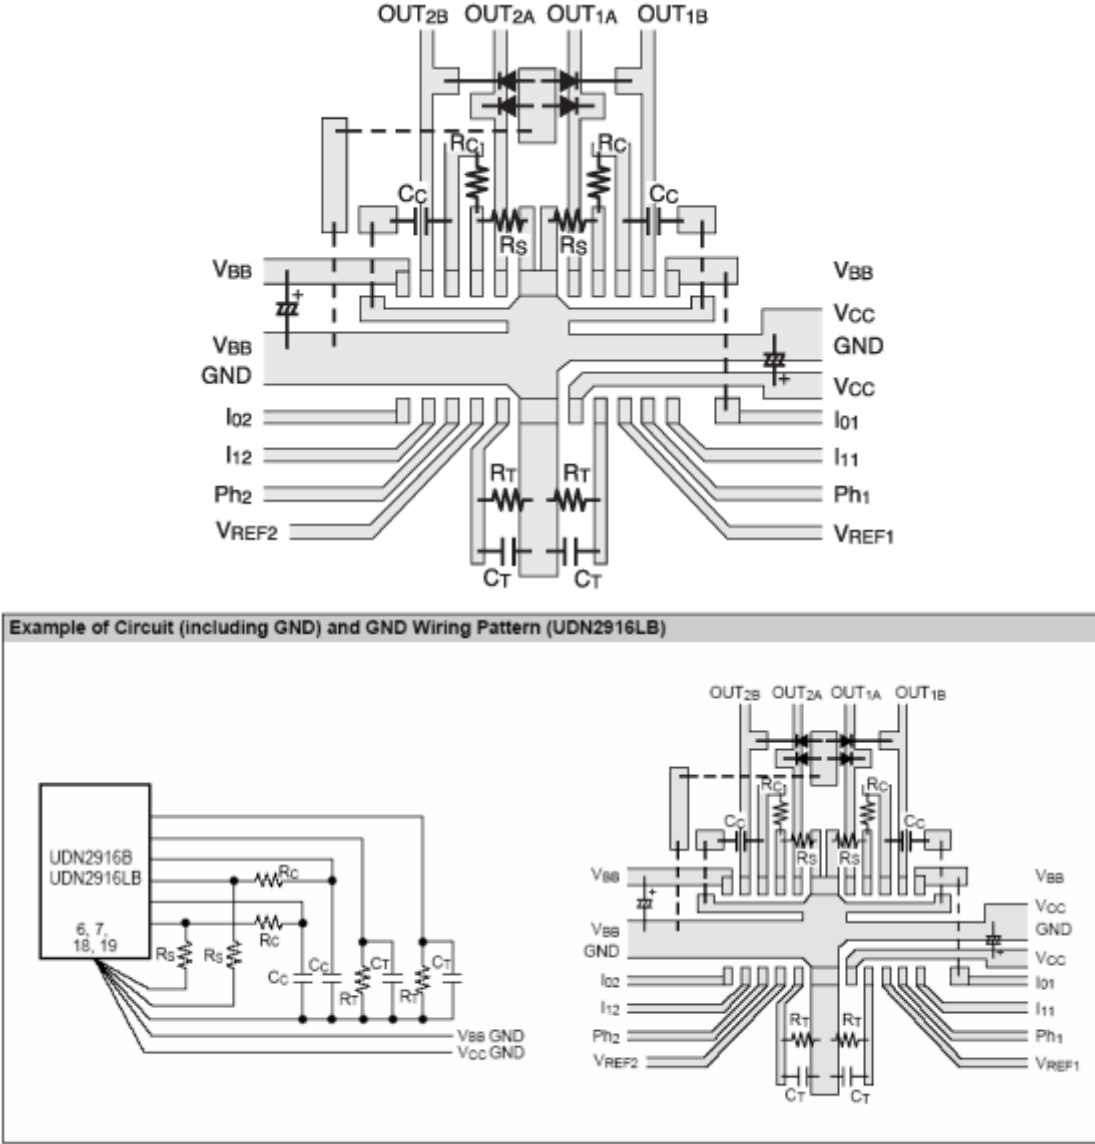 OUT2B OUT2A OUT1A OUT1B
RC RC
CC CC
RS RS
VBB VBB
+
VCC
VBB GND
GND
+
VCC
I02 I01
I12 I11
Ph2 Ph1
RT RT
VREF2 VREF1
CT CT
Example of Circuit (including GND) and GND Wiring Pattern (UDN2916LB)
UDN2916B
UDN2916LB
6, 7,
18, 19
RC
RC
RS RS
CC CC
RT CT RT CT
VBB GND
VCC GND
OUT2B OUT2A OUT1A OUT1B
RC RC
CC CC
RS RS
VBB VBB
+
VCC
VBB GND
GND
+
VCC
I02 I01
I12 I11
RT RT
Ph2 Ph1
VREF2 VREF1
CT CT